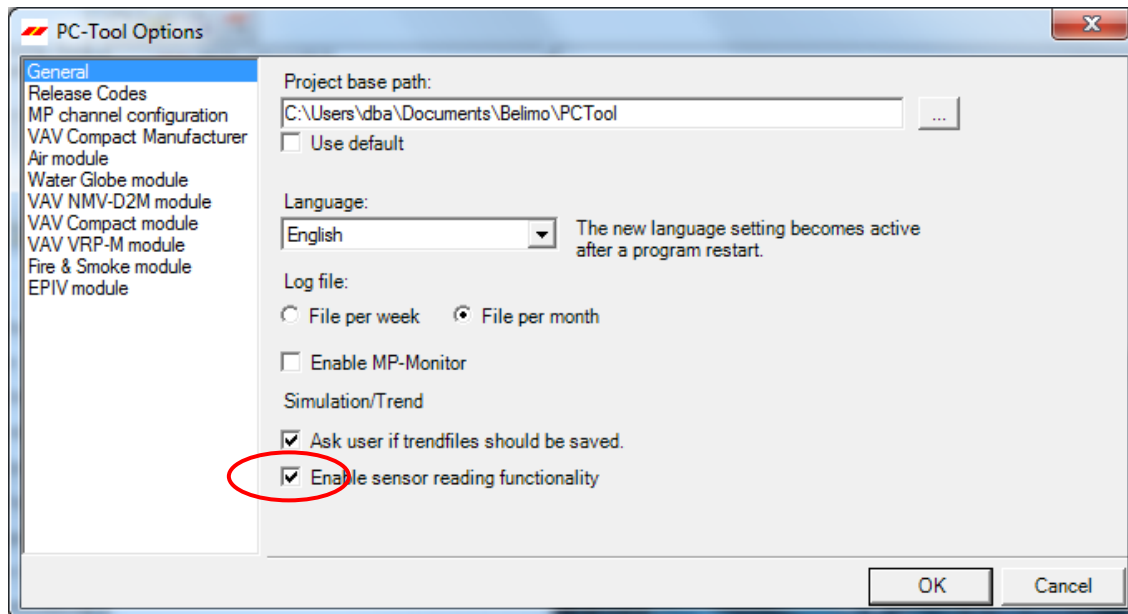 PC-Tool Options
General
Release Codes
MP channel configuration
VAV Compact Manufacturer
Air module
Water Globe module
VAV NMV-D2M module
VAV Compact module
VAV VRP-M module
Fire & Smoke module
EPIV module
Project base path:
C:\Users\dba\Documents\Belimo\PCTool
...
Use default
Language:
English
The new language setting becomes active
after a program restart.
Log file:
File per week File per month
Enable MP-Monitor
Simulation/Trend
Ask user if trendfiles should be saved.
Enable sensor reading functionality
OK Cancel